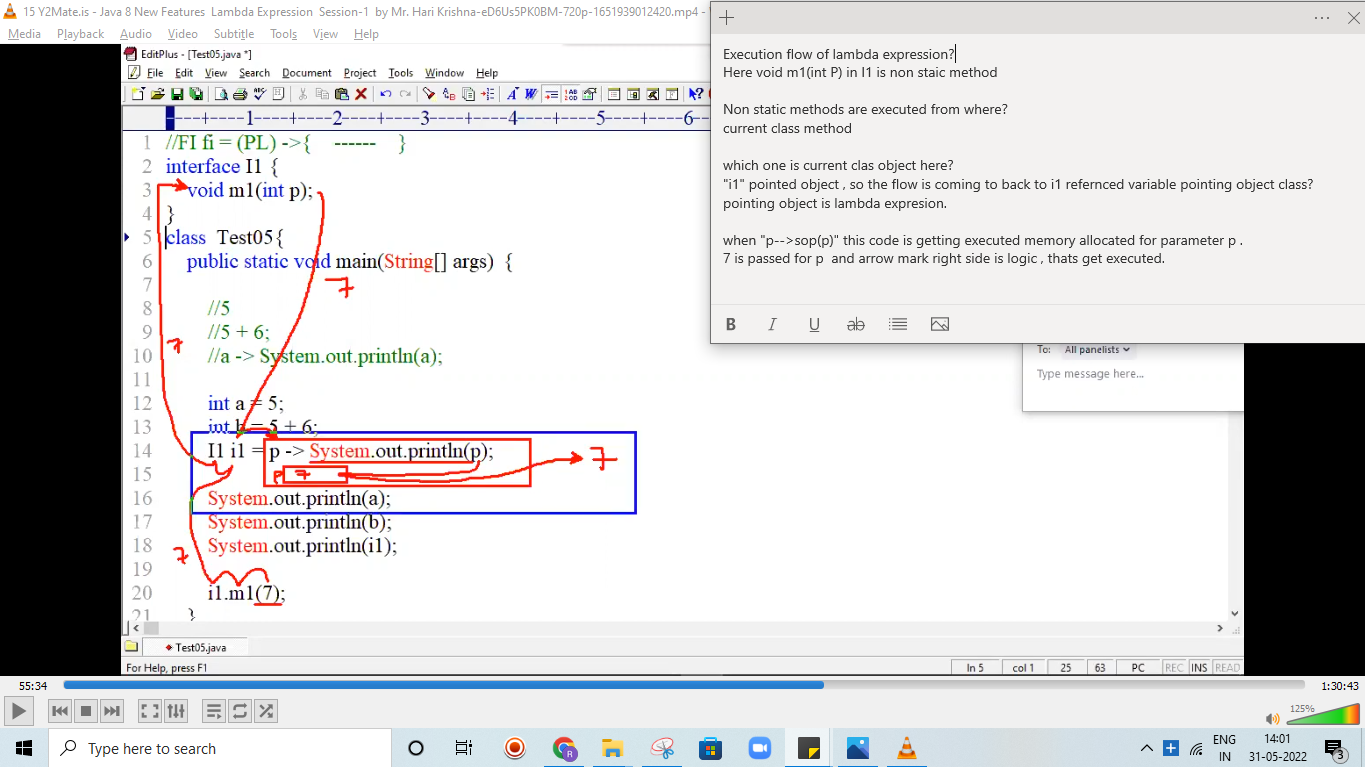 15 Y2Mate.is - Java 8 New Features Lambda Expression Session-1 by Mr. Hari Krishna-eD6Us5PK0BM-720p-1651939012420.mp4 -
Media Playback Audio Video Subtitle Tools View Help
EditPlus - [Test05.java *]
File Edit View Search Document Project Tools Window Help
----+----1----+----2----+----3----+----4----+----5----+----6-
1 //FI fi = (PL) ->{ ------ }
2 interface I1 {
3 void m1(int p);
4 }
5 class Test05{
6 public static void main(String[] args) {
7
7
8 //5
9 //5 + 6;
7
10 //a -> System.out.println(a);
11
12 int a = 5;
13 int b = 5 + 6;
14 I1 i1 = p -> System.out.println(p);
7
15 p 7
16 System.out.println(a);
17 System.out.println(b);
18 System.out.println(i1);
7
19
20 i1.m1(7);
21 }
Test05.java
For Help, press F1
ln 5 col 1 25 63 PC REC INS READ
Execution flow of lambda expression?
Here void m1(int P) in I1 is non staic method
Non static methods are executed from where?
current class method
which one is current clas object here?
"i1" pointed object , so the flow is coming to back to i1 refernced variable pointing object class?
pointing object is lambda expresion.
when "p-->sop(p)" this code is getting executed memory allocated for parameter p .
7 is passed for p and arrow mark right side is logic , thats get executed.
B I U ab
To: All panelists
Type message here...
55:34
1:30:43
125%
Type here to search
ENG
IN
14:01
31-05-2022
3